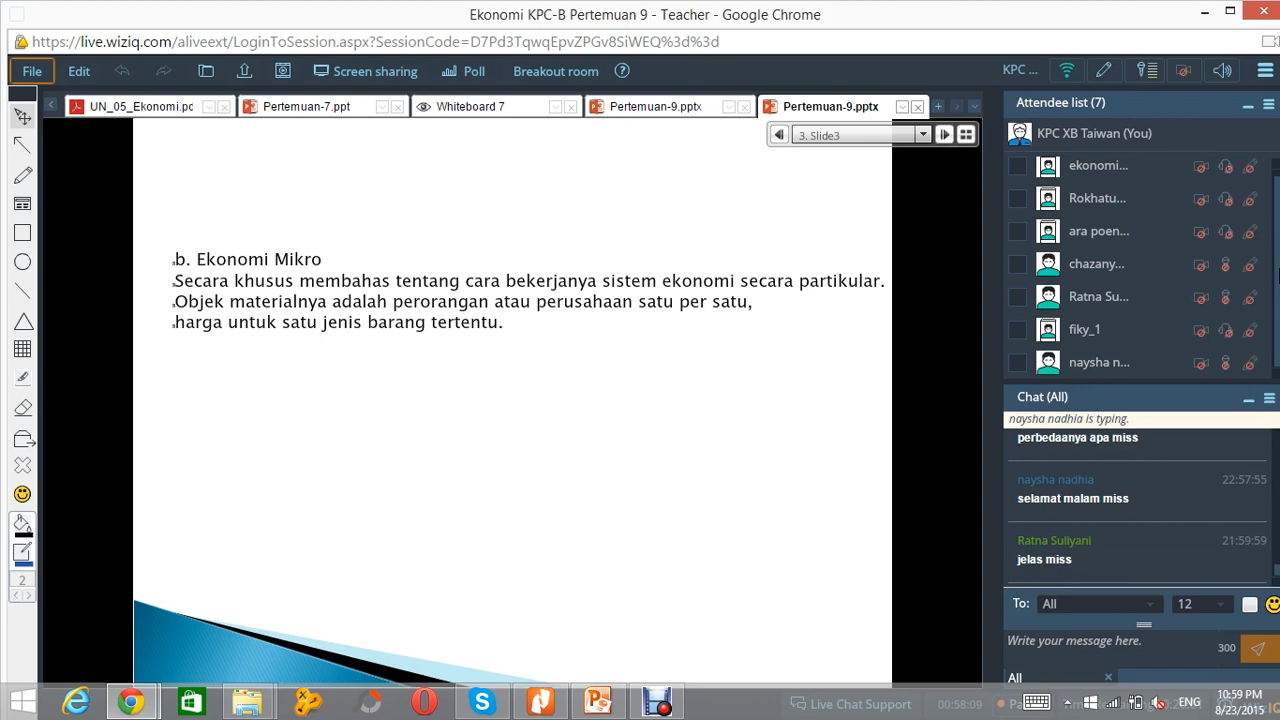 Ekonomi KPC-B Pertemuan 9 - Teacher - Google Chrome
https://live.wiziq.com/aliveext/LoginToSession.aspx?SessionCode=D7Pd3TqwqEpvZPGv8SiWEQ%3d%3d
File Edit Screen sharing Poll Breakout room KPC ...
UN_05_Ekonomi.pc Pertemuan-7.ppt Whiteboard 7 Pertemuan-9.pptx Pertemuan-9.pptx
3. Slide3
b. Ekonomi Mikro
Secara khusus membahas tentang cara bekerjanya sistem ekonomi secara partikular.
Objek materialnya adalah perorangan atau perusahaan satu per satu,
harga untuk satu jenis barang tertentu.
2
Attendee list (7)
KPC XB Taiwan (You)
ekonomi...
Rokhatu...
ara poen...
chazany...
Ratna Su...
fiky_1
naysha n...
Chat (All)
naysha nadhia is typing.
perbedaanya apa miss
naysha nadhia 22:57:55
selamat malam miss
Ratna Suliyani 21:59:59
jelas miss
To: All 12
Write your message here. 300
All
Live Chat Support 00:58:09
ENG 10:59 PM
8/23/2015